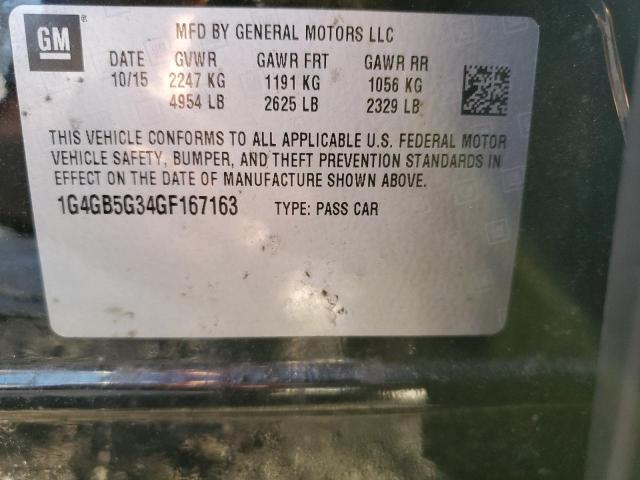 GM
MFD BY GENERAL MOTORS LLC
DATE GVWR GAWR FRT GAWR RR
10/15 2247 KG 1191 KG 1056 KG
4954 LB 2625 LB 2329 LB
THIS VEHICLE CONFORMS TO ALL APPLICABLE U.S. FEDERAL MOTOR
VEHICLE SAFETY, BUMPER, AND THEFT PREVENTION STANDARDS IN
EFFECT ON THE DATE OF MANUFACTURE SHOWN ABOVE.
1G4GB5G34GF167163 TYPE: PASS CAR